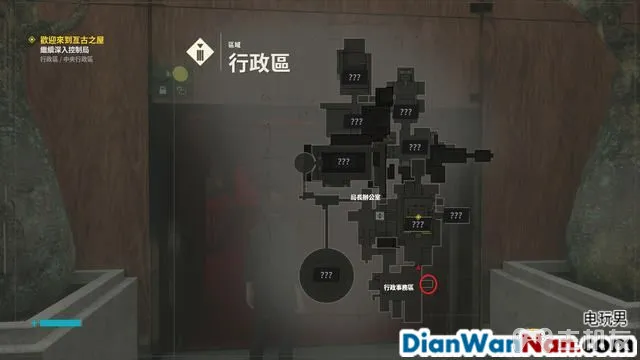 歡迎來到亙古之屋
繼續深入控制局
行政區 / 中央行政區
區域
行政區
???
???
???
???
???
局長辦公室
???
???
???
行政事務區
电玩男
DianWanNan.com